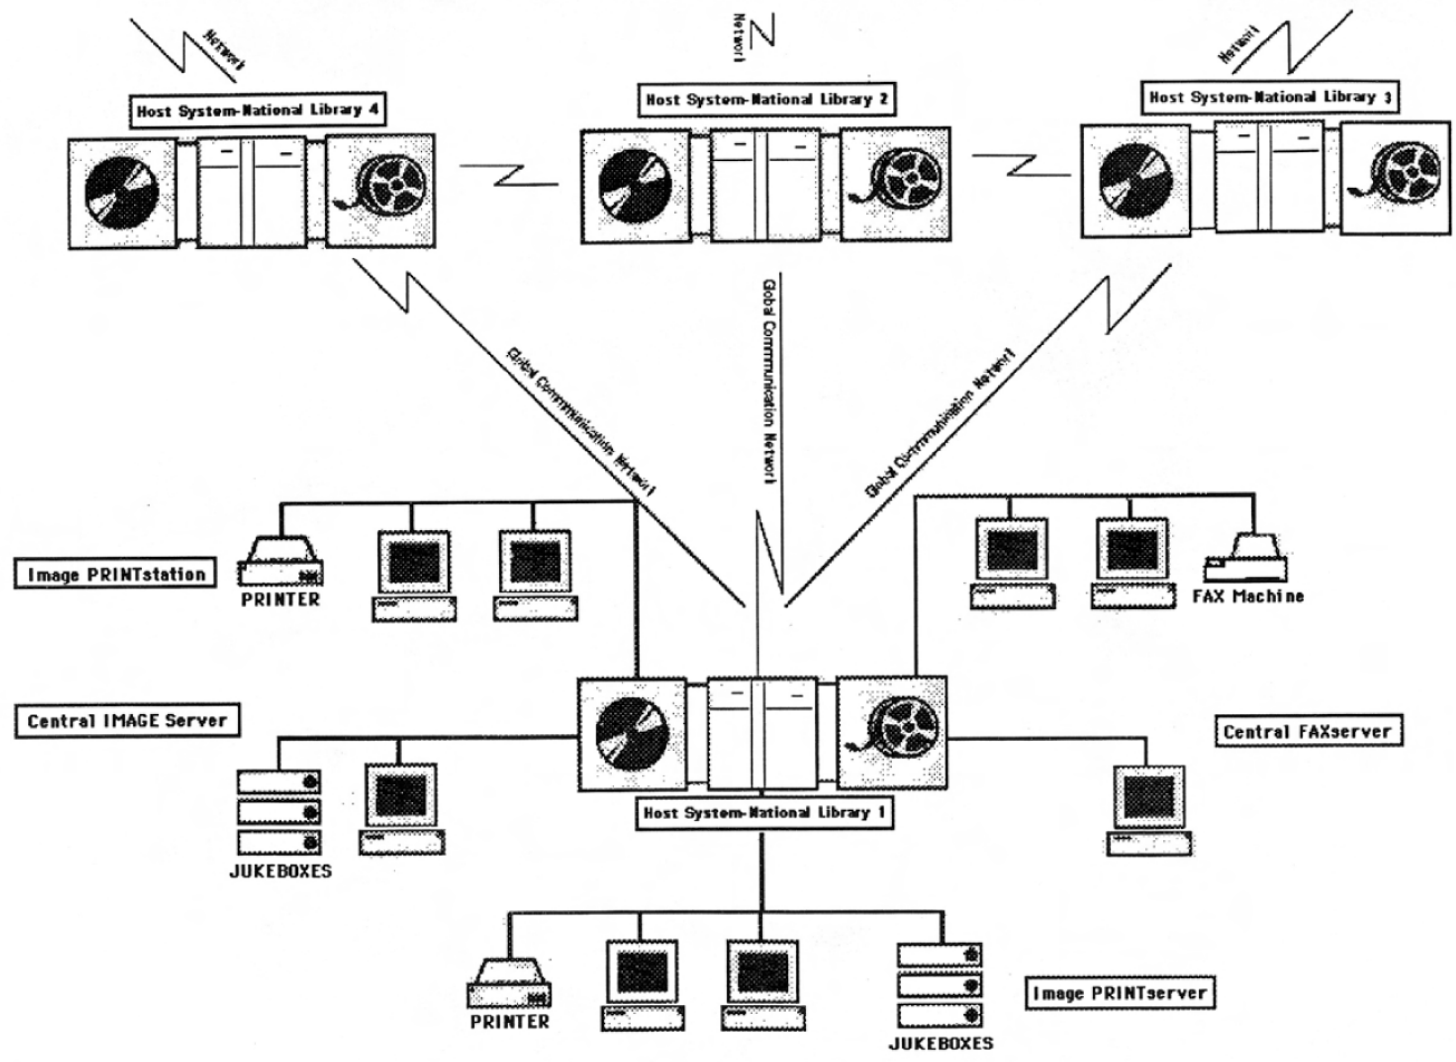 Network
Network
Network
Host System-National Library 4
Host System-National Library 2
Host System-National Library 3
Global Communication Network
Global Communication Network
Global Communication Network
Image PRINTstation
PRINTER
FAX Machine
Central IMAGE Server
Central FAXserver
Host System-National Library 1
JUKEBOXES
PRINTER
Image PRINTserver
JUKEBOXES